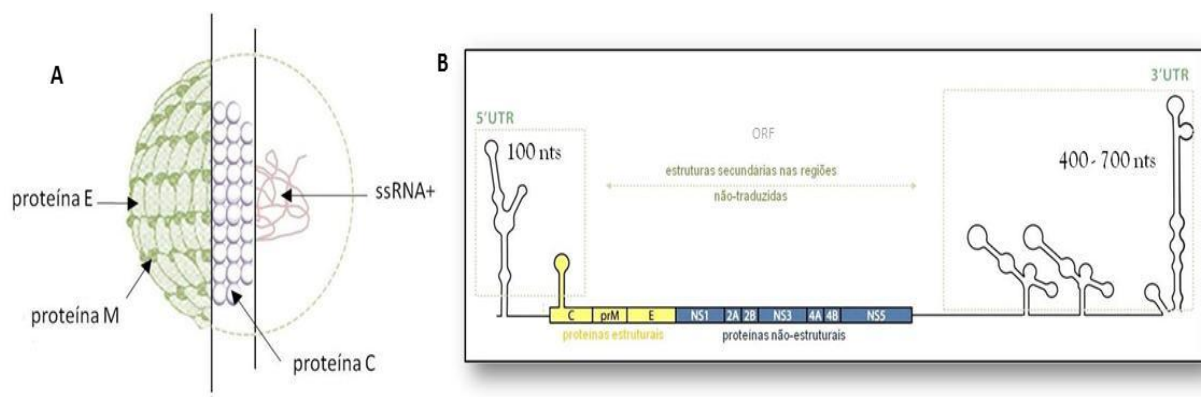 A
proteína E
proteína M
ssRNA+
proteína C
B
5'UTR
100 nts
ORF
estruturas secundárias nas regiões
não-traduzidas
3'UTR
400 - 700 nts
C prM E NS1 2A 2B NS3 4A 4B NS5
proteinas estruturais
proteinas não-estruturais